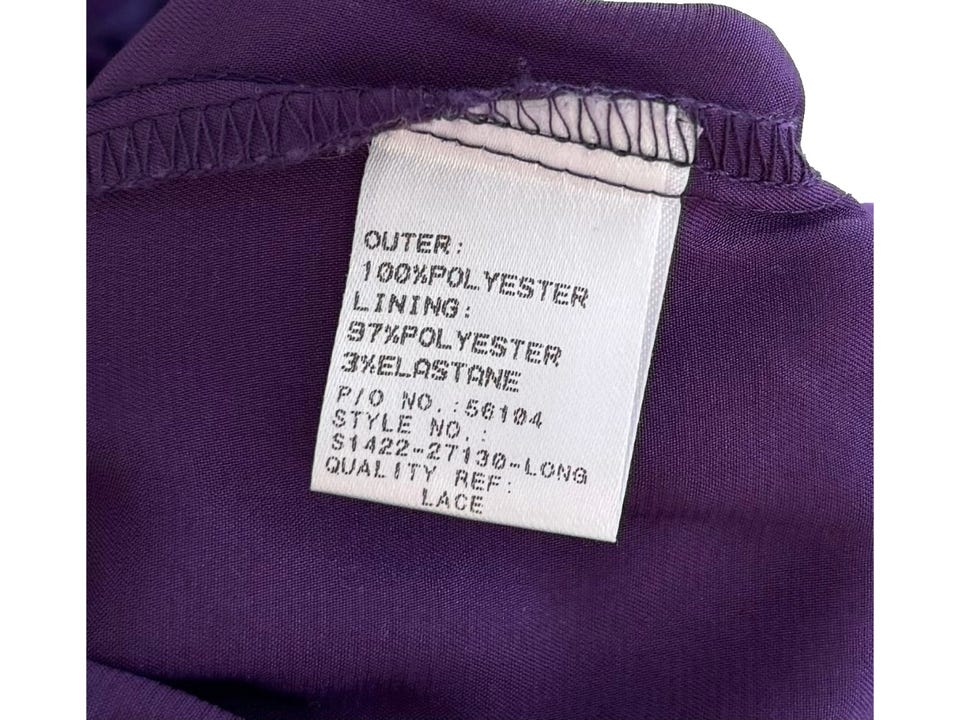 OUTER:
100%POLYESTER
LINING:
97%POLYESTER
3%ELASTANE
P/O NO.:56104
STYLE NO.:
S1422-27130-LONG
QUALITY REF:
LACE